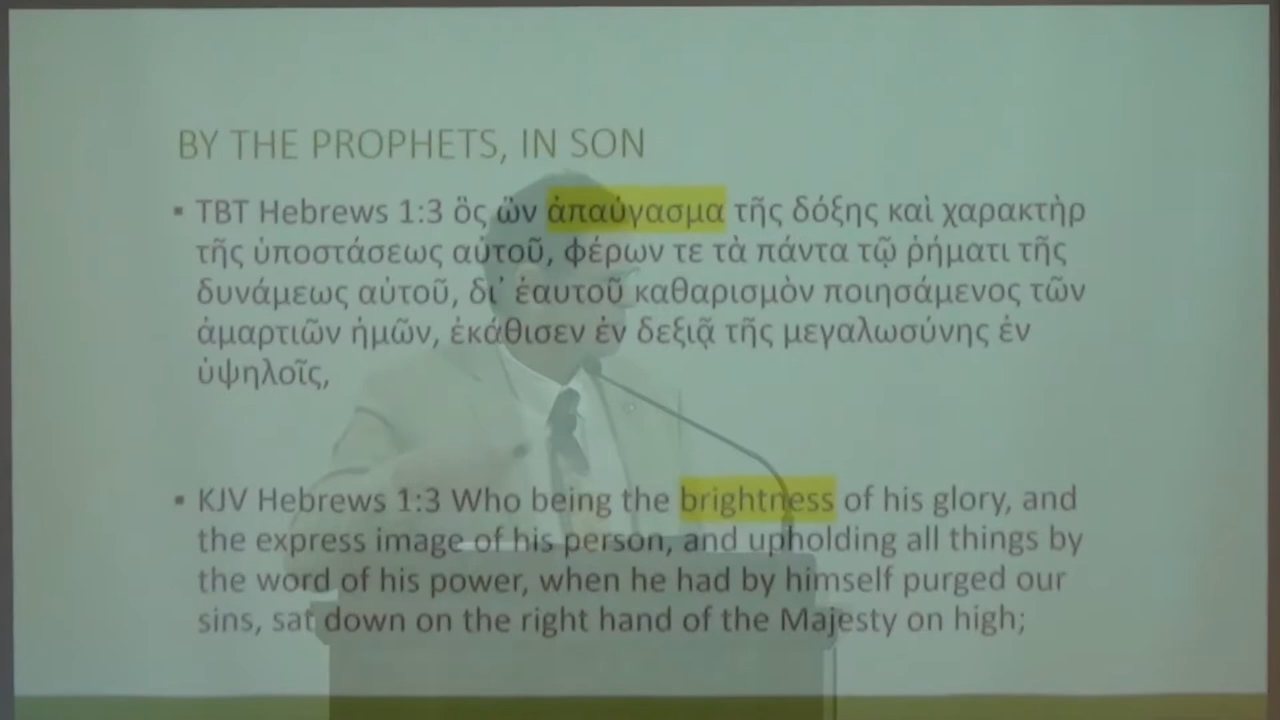 BY THE PROPHETS, IN SON
▪ TBT Hebrews 1:3 ὃς ὢν ἀπαύγασμα τῆς δόξης καὶ χαρακτὴρ
τῆς ὑποστάσεως αὐτοῦ, φέρων τε τὰ πάντα τῷ ῥήματι τῆς
δυνάμεως αὐτοῦ, δι᾽ ἑαυτοῦ καθαρισμὸν ποιησάμενος τῶν
ἁμαρτιῶν ἡμῶν, ἐκάθισεν ἐν δεξιᾷ τῆς μεγαλωσύνης ἐν
ὑψηλοῖς,
▪ KJV Hebrews 1:3 Who being the brightness of his glory, and
the express image of his person, and upholding all things by
the word of his power, when he had by himself purged our
sins, sat down on the right hand of the Majesty on high;